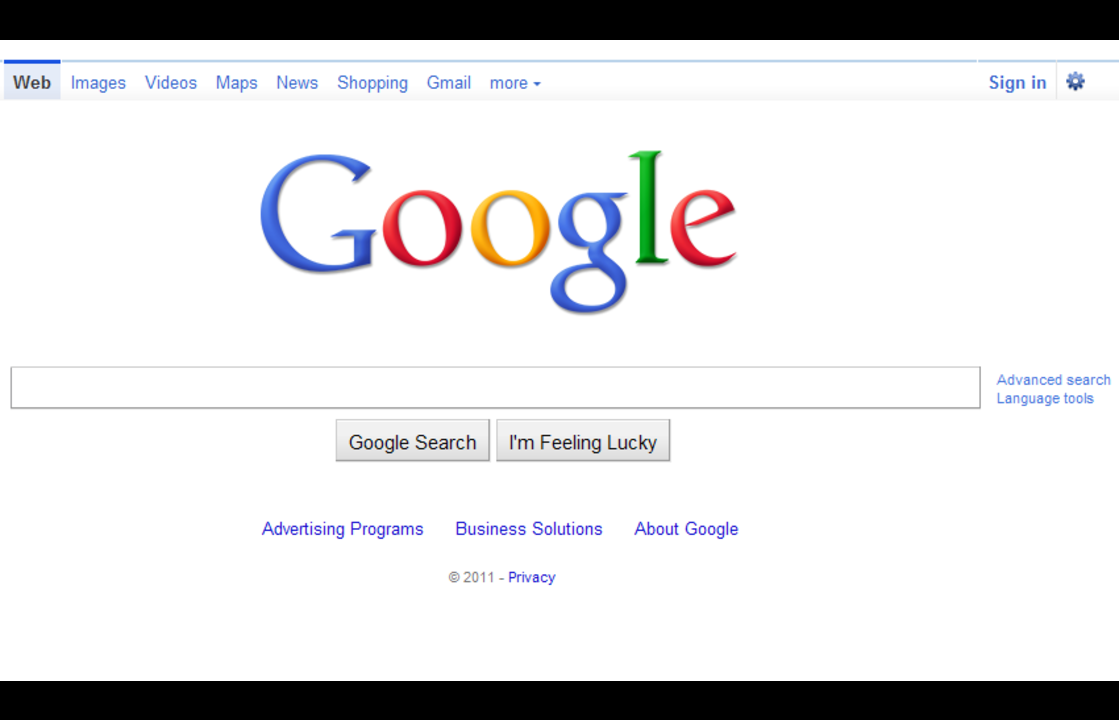 Web Images Videos Maps News Shopping Gmail more Sign in
Google
Advanced search
Language tools
Google Search I'm Feeling Lucky
Advertising Programs Business Solutions About Google
© 2011 - Privacy